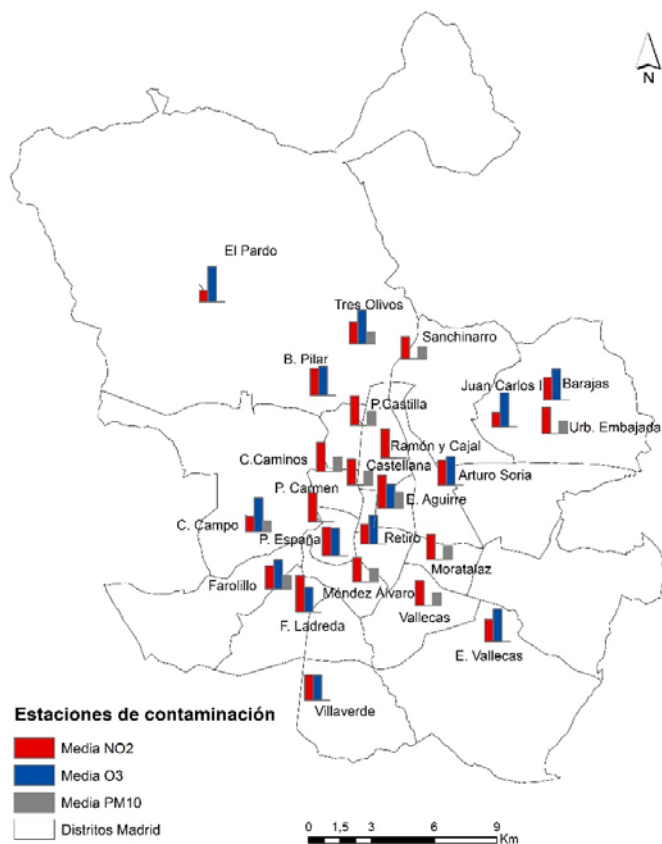 N
El Pardo
Tres Olivos
Sanchinarro
B. Pilar
Juan Carlos I
Barajas
P.Castilla
Urb. Embajada
Ramón y Cajal
C.Caminos
Castellana
Arturo Soria
P. Carmen
E. Aguirre
C. Campo
P. España
Retiro
Moratalaz
Farolillo
Méndez Alvaro
Vallecas
F. Ladreda
E. Vallecas
Villaverde
Estaciones de contaminación
Media NO2
Media O3
Media PM10
Distritos Madrid
0 1,5 3 6 9
Km